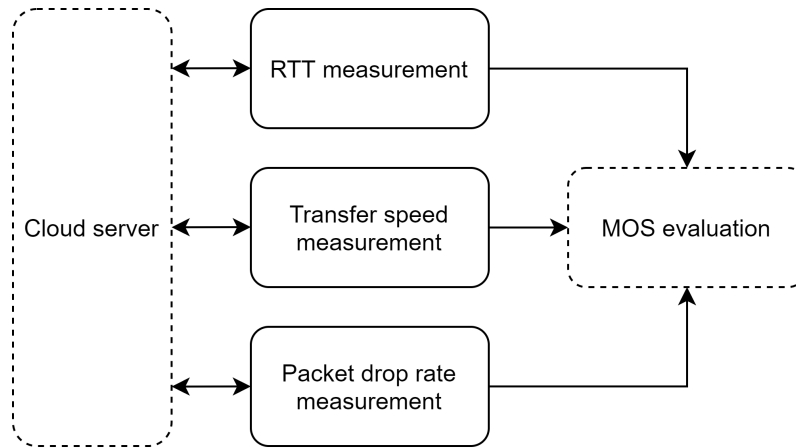 RTT measurement
Cloud server
Transfer speed
measurement
MOS evaluation
Packet drop rate
measurement